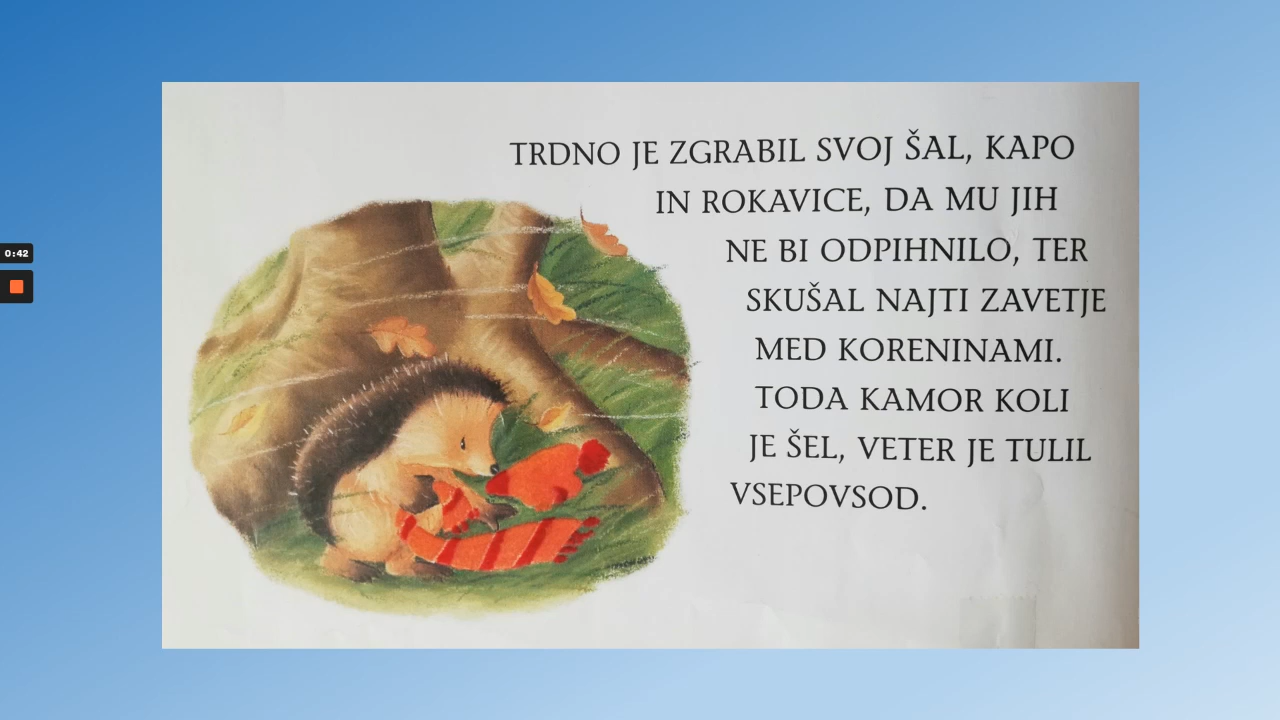 0:42
TRDNO JE ZGRABIL SVOJ ŠAL, KAPO
IN ROKAVICE, DA MU JIH
NE BI ODPIHNILO, TER
SKUŠAL NAJTI ZAVETJE
MED KORENINAMI.
TODA KAMOR KOLI
JE ŠEL, VETER JE TULIL
VSEPOVSOD.